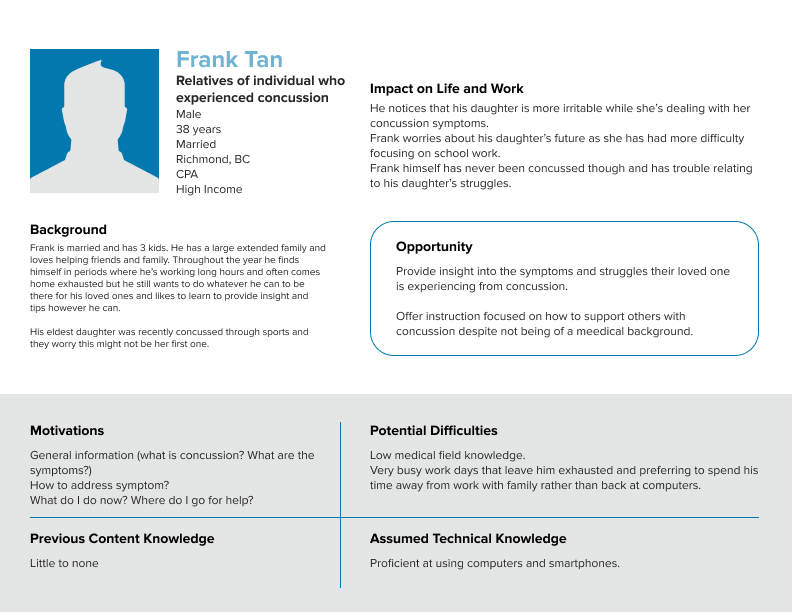 Frank Tan
Relatives of individual who
experienced concussion
Male
38 years
Married
Richmond, BC
CPA
High Income
Impact on Life and Work
He notices that his daughter is more irritable while she’s dealing with her
concussion symptoms.
Frank worries about his daughter’s future as she has had more difficulty
focusing on school work.
Frank himself has never been concussed though and has trouble relating
to his daughter’s struggles.
Background
Frank is married and has 3 kids. He has a large extended family and
loves helping friends and family. Throughout the year he finds
himself in periods where he’s working long hours and often comes
home exhausted but he still wants to do whatever he can to be
there for his loved ones and likes to learn to provide insight and
tips however he can.
His eldest daughter was recently concussed through sports and
they worry this might not be her first one.
Opportunity
Provide insight into the symptoms and struggles their loved one
is experiencing from concussion.
Offer instruction focused on how to support others with
concussion despite not being of a meedical background.
Motivations
General information (what is concussion? What are the
symptoms?)
How to address symptom?
What do I do now? Where do I go for help?
Potential Difficulties
Low medical field knowledge.
Very busy work days that leave him exhausted and preferring to spend his
time away from work with family rather than back at computers.
Previous Content Knowledge
Little to none
Assumed Technical Knowledge
Proficient at using computers and smartphones.